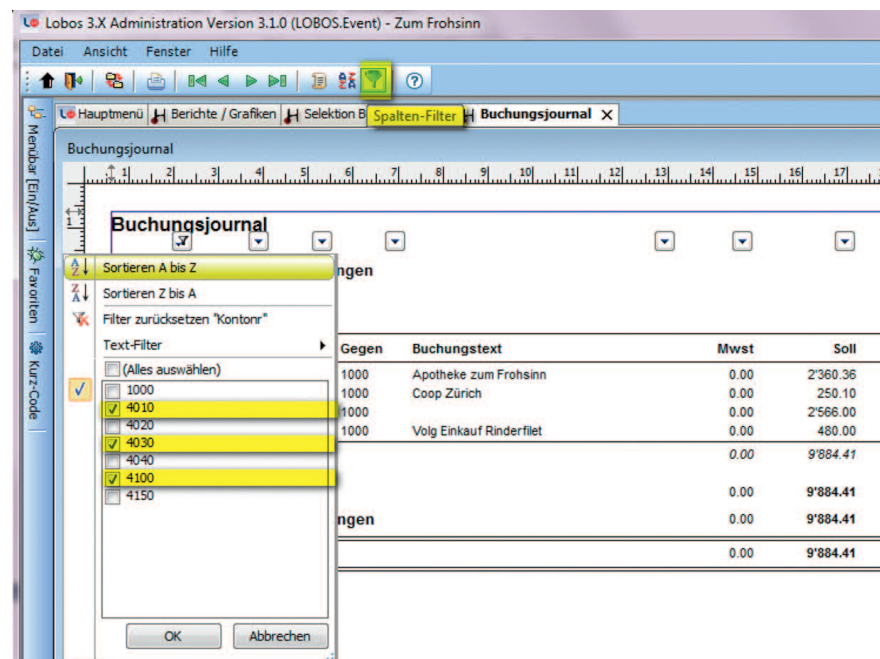 Lobos 3.X Administration Version 3.1.0 (LOBOS.Event) - Zum Frohsinn
Datei Ansicht Fenster Hilfe
Hauptmenü Berichte / Grafiken Selektion B Buchungsjournal X
Spalten-Filter
Menübar [Ein/Aus]
Favoriten
Kurz-Code
Buchungsjournal
1 2 3 4 5 6 7 8 9 10 11 12 13 14 15 16 17
1
Buchungsjournal
Sortieren A bis Z
ngen
Sortieren Z bis A
Filter zurücksetzen "Kontonr"
Text-Filter
Gegen Buchungstext Mwst Soll
(Alles auswählen)
1000 Apotheke zum Frohsinn 0.00 2'360.36
1000
1000 Coop Zürich 0.00 250.10
4010
1000 0.00 2'566.00
4020
1000 Volg Einkauf Rinderfilet 0.00 480.00
4030
0.00 9'884.41
4040
4100
4150
0.00 9'884.41
ngen 0.00 9'884.41
0.00 9'884.41
OK Abbrechen